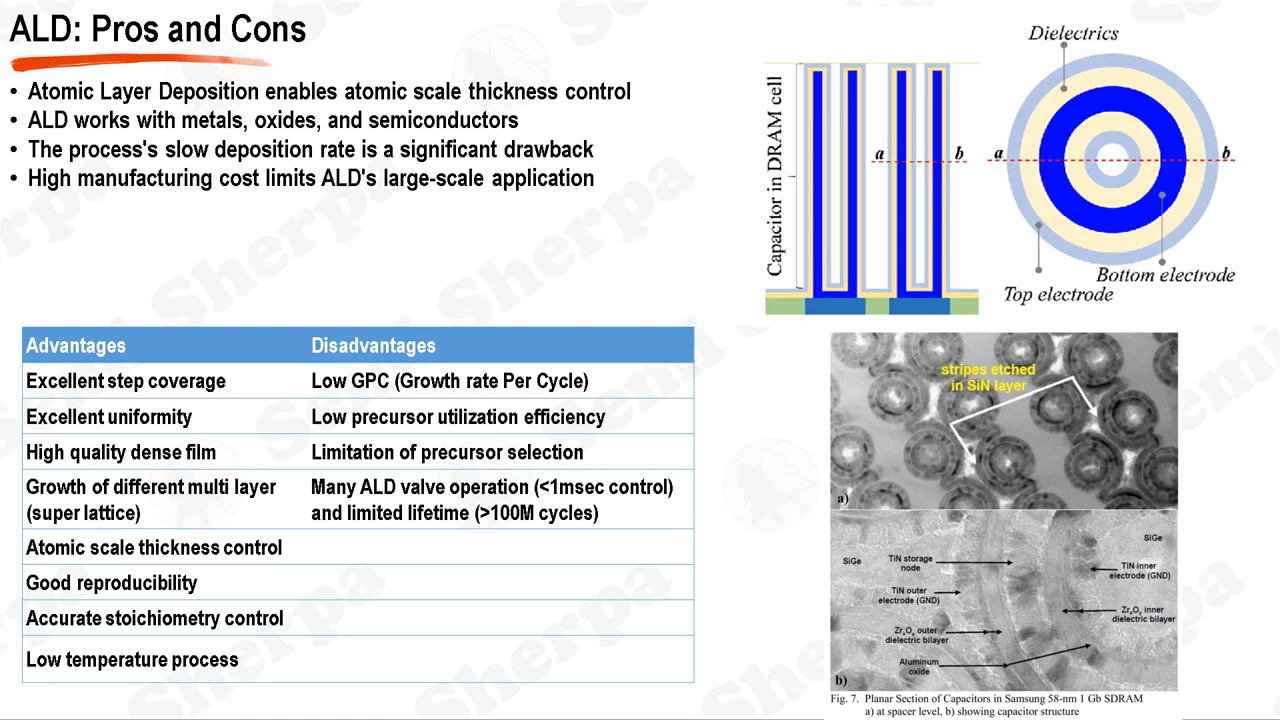 ALD: Pros and Cons
• Atomic Layer Deposition enables atomic scale thickness control
• ALD works with metals, oxides, and semiconductors
• The process's slow deposition rate is a significant drawback
• High manufacturing cost limits ALD's large-scale application
Advantages Disadvantages
Excellent step coverage Low GPC (Growth rate Per Cycle)
Excellent uniformity Low precursor utilization efficiency
High quality dense film Limitation of precursor selection
Growth of different multi layer Many ALD valve operation (<1msec control)
(super lattice) and limited lifetime (>100M cycles)
Atomic scale thickness control
Good reproducibility
Accurate stoichiometry control
Low temperature process
Capacitor in DRAM cell
a b
Dielectrics
a b
Bottom electrode
Top electrode
stripes etched
in SiN layer
a)
SiGe
SiGe
TiN storage
node
TiN inner
electrode (GND)
TiN outer
electrode (GND)
ZrxOy inner
dielectric bilayer
ZrxOy outer
dielectric bilayer
Aluminum
oxide
b)
Fig. 7. Planar Section of Capacitors in Samsung 58-nm 1 Gb SDRAM
a) at spacer level, b) showing capacitor structure
Semi Sherpa